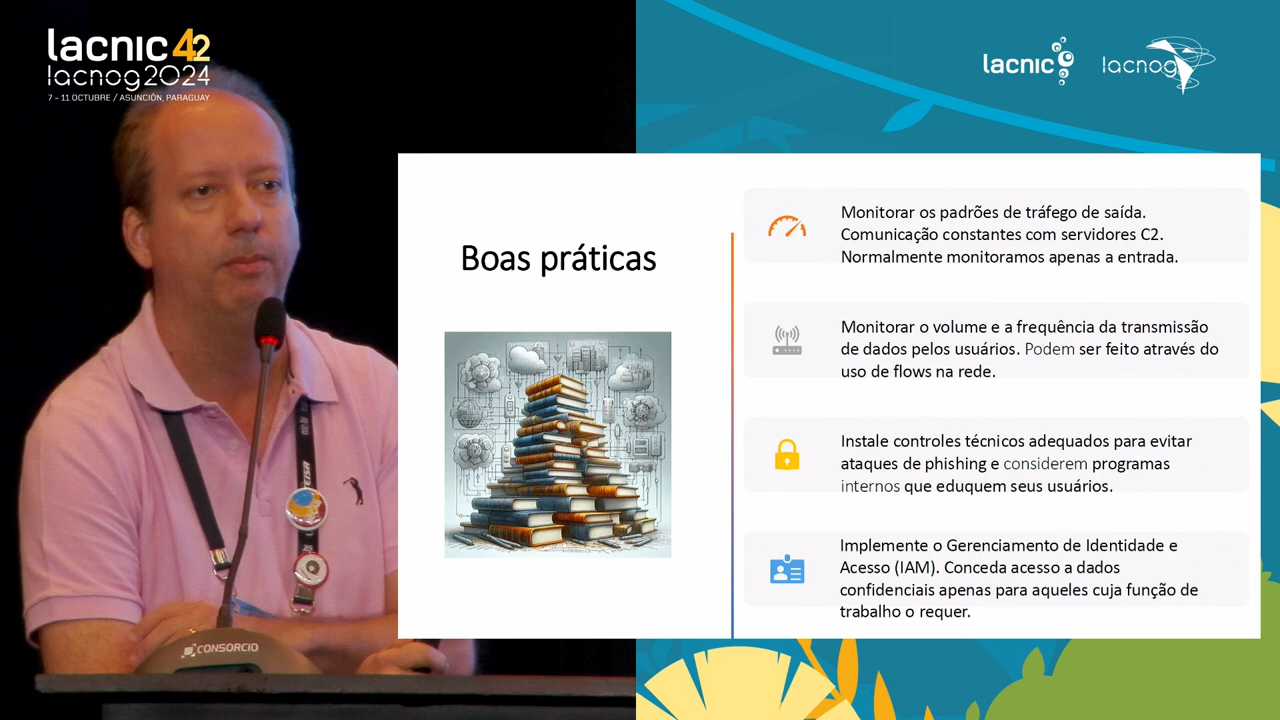 lacnic 42
lacnog2024
7 - 11 OCTUBRE / ASUNCIÓN, PARAGUAY
lacnic
lacnog
Boas práticas
Monitorar os padrões de tráfego de saída.
Comunicação constantes com servidores C2.
Normalmente monitoramos apenas a entrada.
Monitorar o volume e a frequência da transmissão
de dados pelos usuários. Podem ser feito através do
uso de flows na rede.
Instale controles técnicos adequados para evitar
ataques de phishing e considerem programas
internos que eduquem seus usuários.
Implemente o Gerenciamento de Identidade e
Acesso (IAM). Conceda acesso a dados
confidenciais apenas para aqueles cuja função de
trabalho o requer.
CONSORCIO